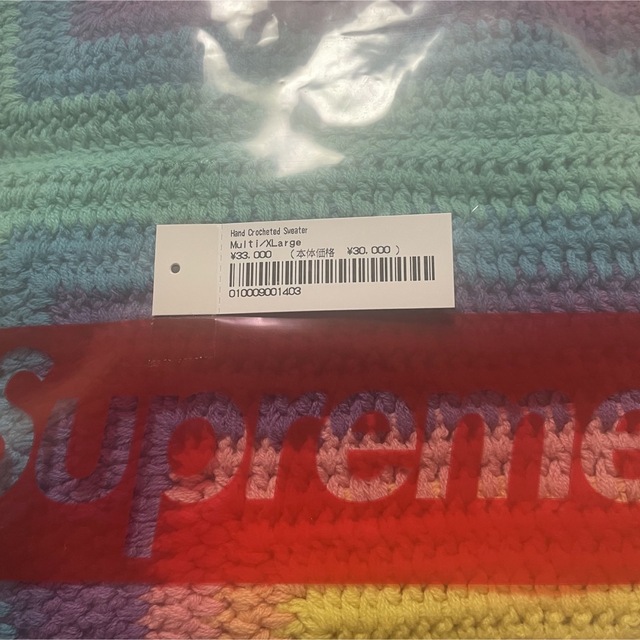 Hand Crocheted Sweater
Multi/XLarge
¥33.000 (本体価格 ¥30.000 )
010009001403
Supreme